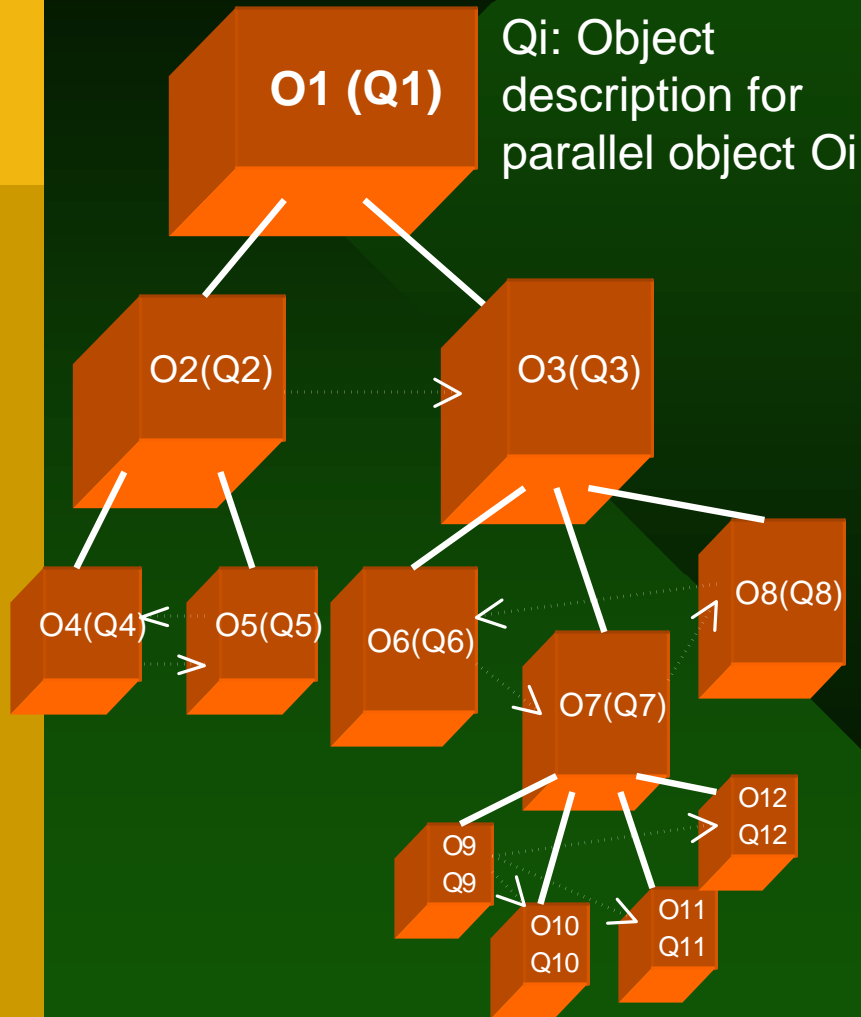 O1 (Q1)
Qi: Object
description for
parallel object Oi
O2(Q2)
O3(Q3)
O4(Q4)
O5(Q5)
O6(Q6)
O8(Q8)
O7(Q7)
O9
Q9
O10
Q10
O11
Q11
O12
Q12